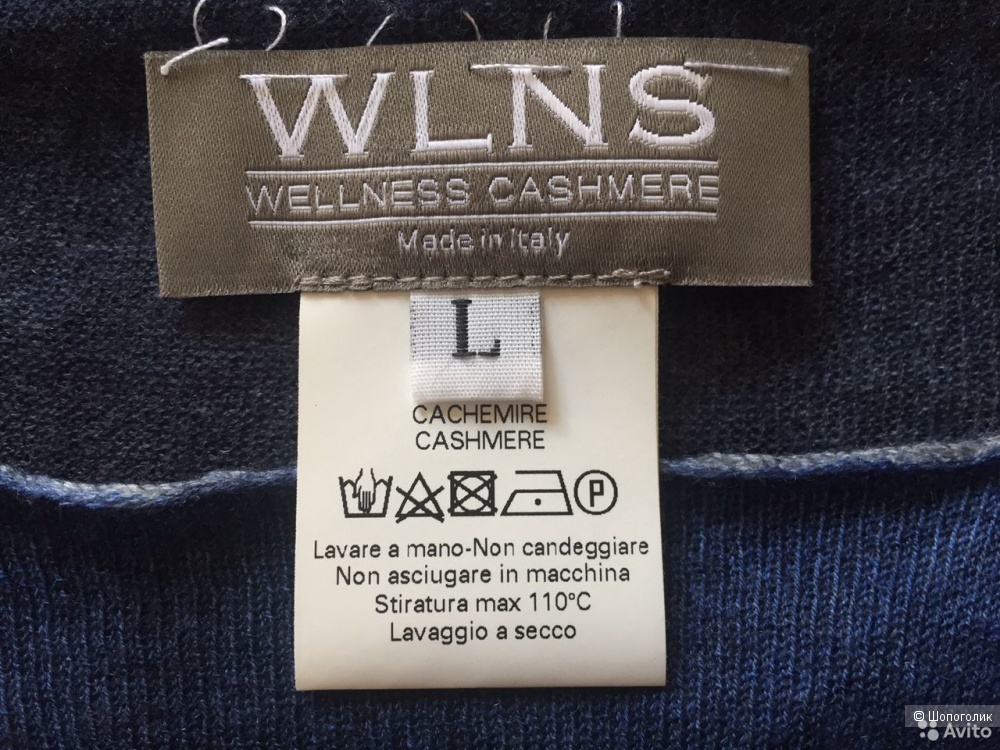 WLNS
WELLNESS CASHMERE
Made in Italy
L
CACHEMIRE
CASHMERE
P
Lavare a mano-Non candeggiare
Non asciugare in macchina
Stiratura max 110°C
Lavaggio a secco
© Шопоголик
Avito